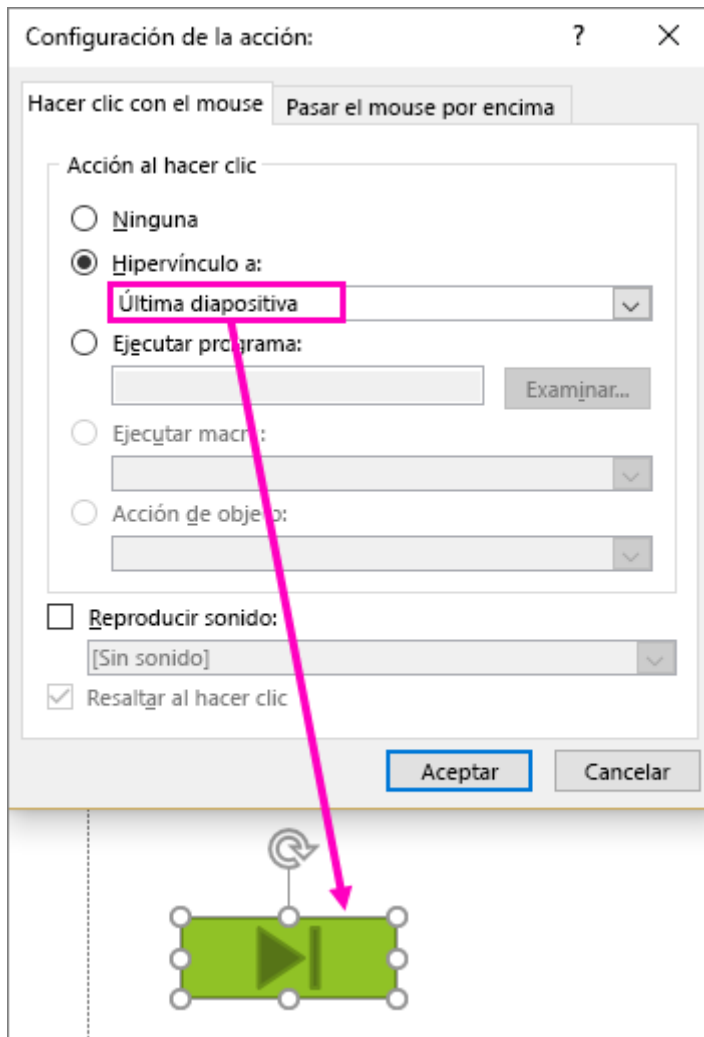 Configuración de la acción:
?
Hacer clic con el mouse
Pasar el mouse por encima
Acción al hacer clic
Ninguna
Hipervínculo a:
Última diapositiva
Ejecutar programa:
Examinar...
Ejecutar macro:
Acción de objeto:
Reproducir sonido:
[Sin sonido]
Resaltar al hacer clic
Aceptar
Cancelar